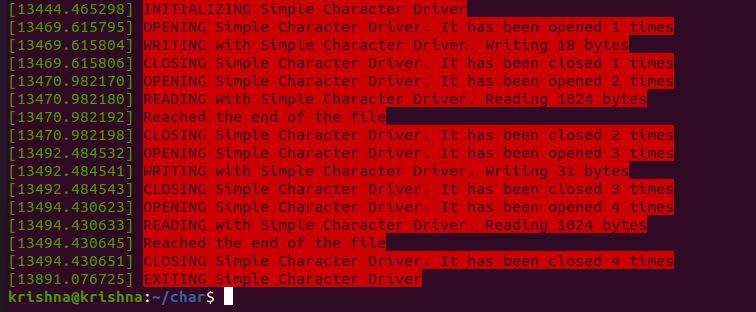 [13444.465298] INITIALIZING Simple Character Driver
[13469.615795] OPENING Simple Character Driver. It has been opened 1 times
[13469.615804] WRITING with Simple Character Driver. Writing 18 bytes
[13469.615806] CLOSING Simple Character Driver. It has been closed 1 times
[13470.982170] OPENING Simple Character Driver. It has been opened 2 times
[13470.982180] READING with Simple Character Driver. Reading 1024 bytes
[13470.982192] Reached the end of the file
[13470.982198] CLOSING Simple Character Driver. It has been closed 2 times
[13492.484532] OPENING Simple Character Driver. It has been opened 3 times
[13492.484541] WRITING with Simple Character Driver. Writing 31 bytes
[13492.484543] CLOSING Simple Character Driver. It has been closed 3 times
[13494.430623] OPENING Simple Character Driver. It has been opened 4 times
[13494.430633] READING with Simple Character Driver. Reading 1024 bytes
[13494.430645] Reached the end of the file
[13494.430651] CLOSING Simple Character Driver. It has been closed 4 times
[13891.076725] EXITING Simple Character Driver
krishna@krishna:~/char$